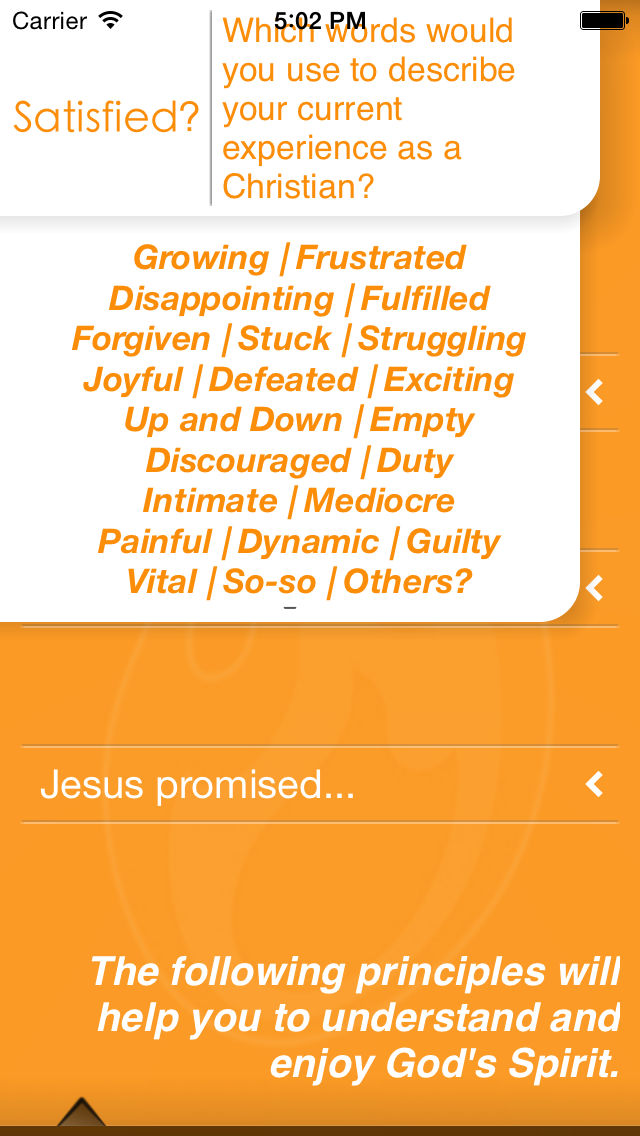 Carrier 5:02 PM
Satisfied?
Which words would
you use to describe
your current
experience as a
Christian?
Growing | Frustrated
Disappointing | Fulfilled
Forgiven | Stuck | Struggling
Joyful | Defeated | Exciting
Up and Down | Empty
Discouraged | Duty
Intimate | Mediocre
Painful | Dynamic | Guilty
Vital | So-so | Others?
Jesus promised...
The following principles will
help you to understand and
enjoy God's Spirit.